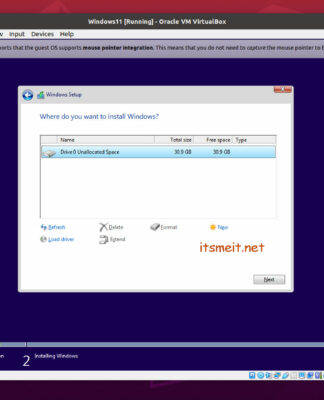 Windows11 [Running] - Oracle VM VirtualBox
Input Devices Help
ports that the guest OS supports mouse pointer integration. This means that you do not need to capture the mouse pointer to
Windows Setup
Where do you want to install Windows?
Name Total size Free space Type
Drive 0 Unallocated Space 30.9 GB 30.9 GB
Refresh Delete Format New
Load driver Extend
itsmeit.net
Next
2 Installing Windows